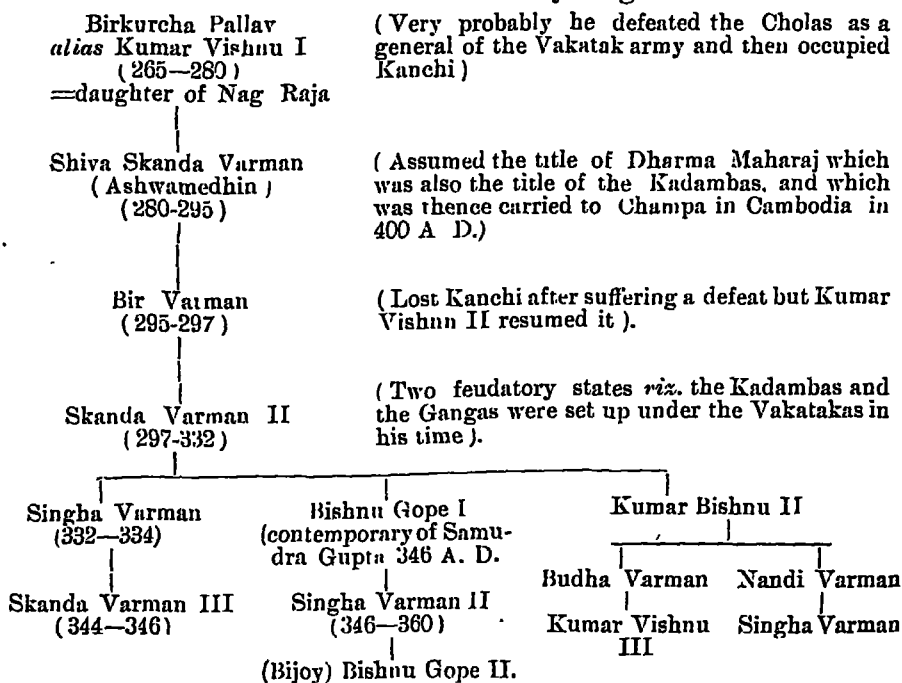 Birkurcha Pallav
alias Kumar Vishnu I
(265—280)
=daughter of Nag Raja
(Very probably he defeated the Cholas as a
general of the Vakatak army and then occupied
Kanchi)
Shiva Skanda Varman
(Ashwamedhin)
(280-295)
(Assumed the title of Dharma Maharaj which
was also the title of the Kadambas. and which
was thence carried to Champa in Cambodia in
400 A D.)
Bir Varman
(295-297)
(Lost Kanchi after suffering a defeat but Kumar
Vishnu II resumed it).
Skanda Varman II
(297-332)
(Two feudatory states viz. the Kadambas and
the Gangas were set up under the Vakatakas in
his time).
Singha Varman
(332—334)
Bishnu Gope I
(contemporary of Samu-
dra Gupta 346 A. D.
Kumar Bishnu II
Skanda Varman III
(344—346)
Singha Varman II
(346—360)
(Bijoy) Bishnu Gope II.
Budha Varman
Kumar Vishnu
III
Nandi Varman
Singha Varman